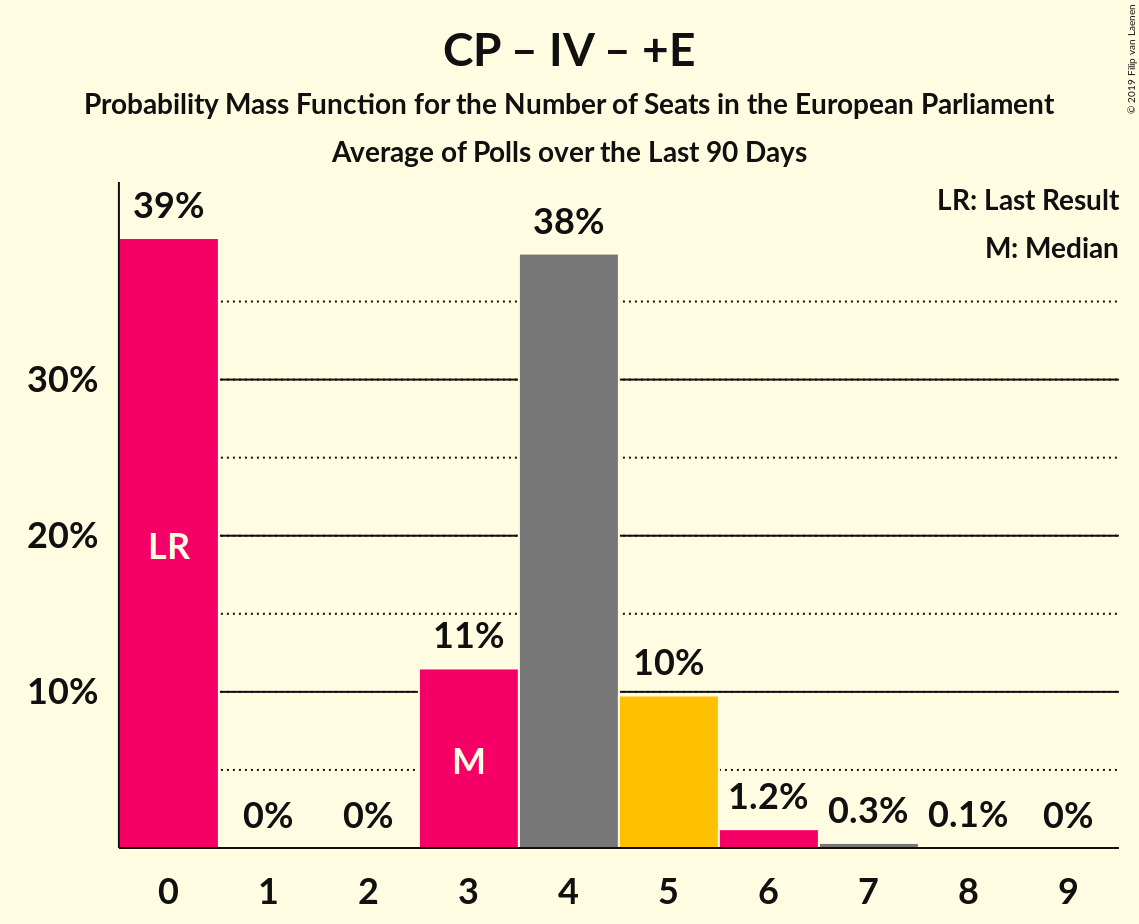 CP – IV – +E
Probability Mass Function for the Number of Seats in the European Parliament
Average of Polls over the Last 90 Days
© 2019 Filip van Laenen
LR: Last Result
M: Median
39%
38%
30%
LR
20%
11%
10%
10%
M
0%
0%
1.2%
0.3%
0.1%
0%
0 1 2 3 4 5 6 7 8 9